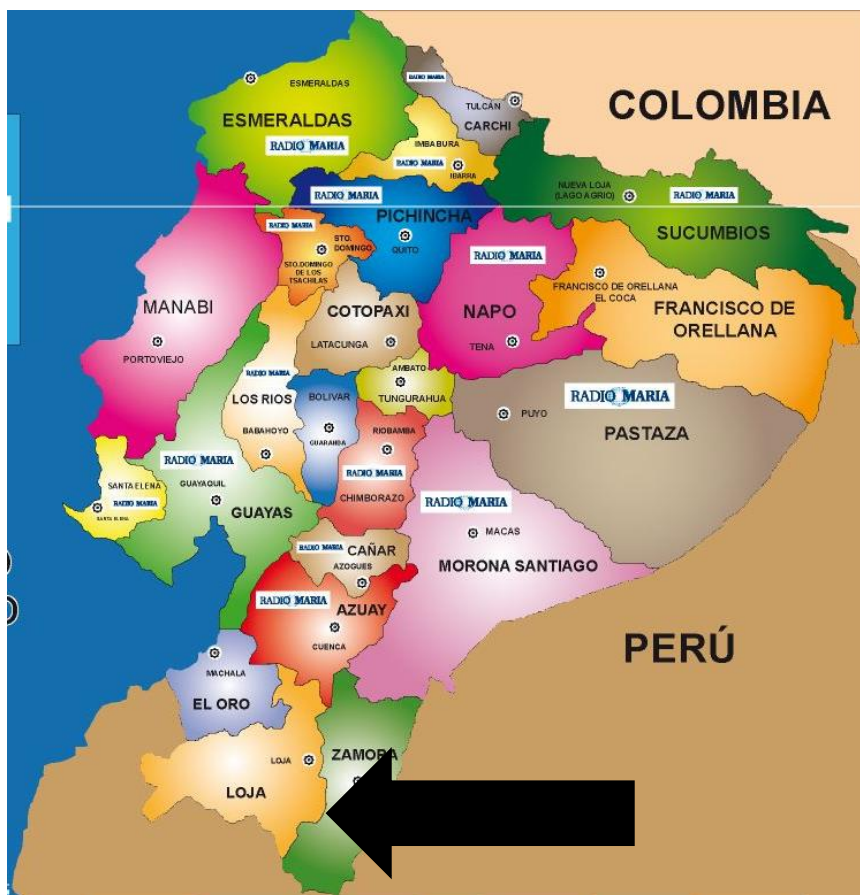 COLOMBIA
PERÚ
ESMERALDAS
ESMERALDAS
RADIO MARIA
RADIO MARIA
TULCÁN
CARCHI
IMBABURA
RADIO MARIA
IBARRA
RADIO MARIA
PICHINCHA
QUITO
NUEVA LOJA
(LAGO AGRIO)
RADIO MARIA
SUCUMBIOS
RADIO MARIA
STO.
DOMINGO
STO.DOMINGO
DE LOS
TSACHILAS
MANABI
PORTOVIEJO
COTOPAXI
LATACUNGA
RADIO MARIA
NAPO
TENA
FRANCISCO DE ORELLANA
EL COCA
FRANCISCO DE
ORELLANA
RADIO MARIA
LOS RIOS
BABAHOYO
BOLIVAR
GUARANDA
AMBATO
TUNGURAHUA
RIOBAMBA
RADIO MARIA
CHIMBORAZO
RADIO MARIA
PUYO
PASTAZA
SANTA ELENA
RADIO MARIA
SANTA ELENA
RADIO MARIA
GUAYAQUIL
GUAYAS
RADIO MARIA
MACAS
MORONA SANTIAGO
RADIO MARIA
CAÑAR
AZOGUES
RADIO MARIA
AZUAY
CUENCA
MACHALA
EL ORO
LOJA
LOJA
ZAMORA